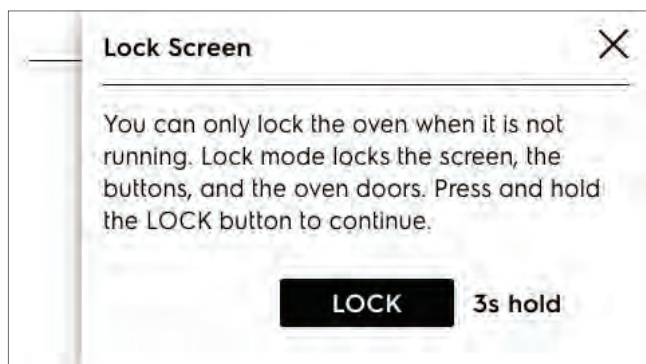 Lock Screen
You can only lock the oven when it is not
running. Lock mode locks the screen, the
buttons, and the oven doors. Press and hold
the LOCK button to continue.
LOCK 3s hold